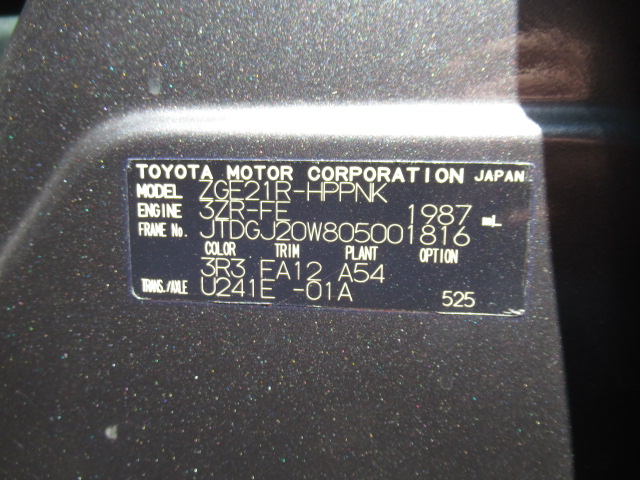 TOYOTA MOTOR CORPORATION JAPAN
MODEL ZGE21R-HPPNK
ENGINE 3ZR-FE 1987 mL
FRAME No. JTDGJ20W805001816
COLOR TRIM PLANT OPTION
3R3 EA12 A54
TRANS./AXLE U241E -01A 525